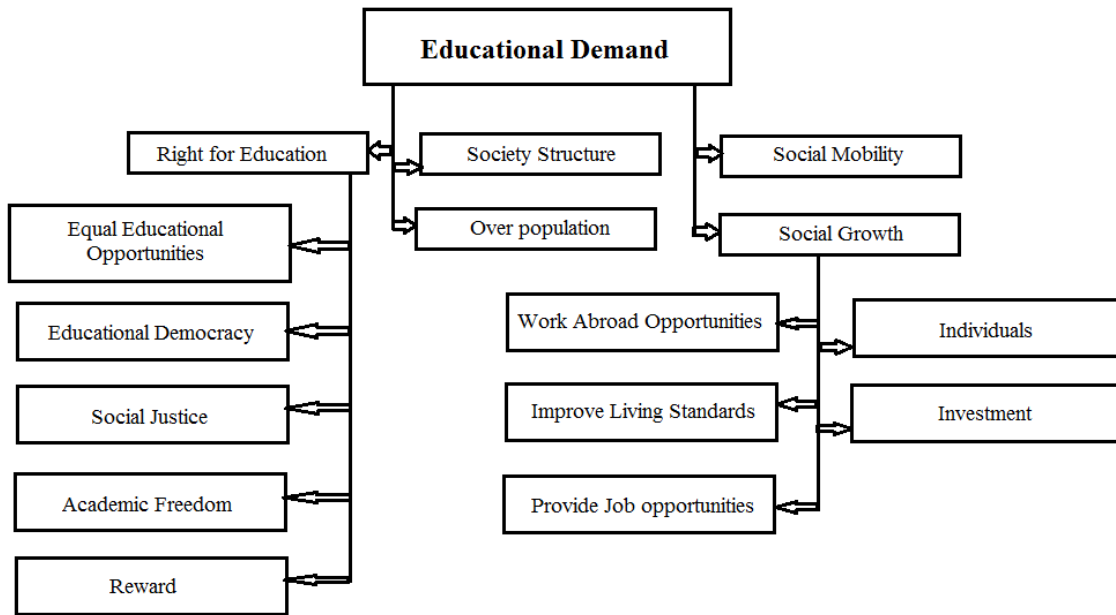 Educational Demand
Right for Education
Society Structure
Social Mobility
Over population
Social Growth
Equal Educational
Opportunities
Educational Democracy
Social Justice
Academic Freedom
Reward
Work Abroad Opportunities
Individuals
Improve Living Standards
Investment
Provide Job opportunities